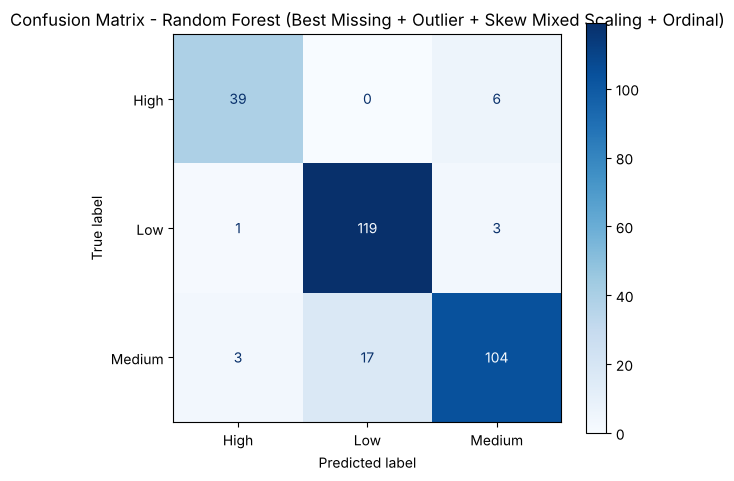 Confusion Matrix - Random Forest (Best Missing + Outlier + Skew Mixed Scaling + Ordinal)
High 39 0 6
Low 1 119 3
Medium 3 17 104
High Low Medium
Predicted label
True label
100
80
60
40
20
0